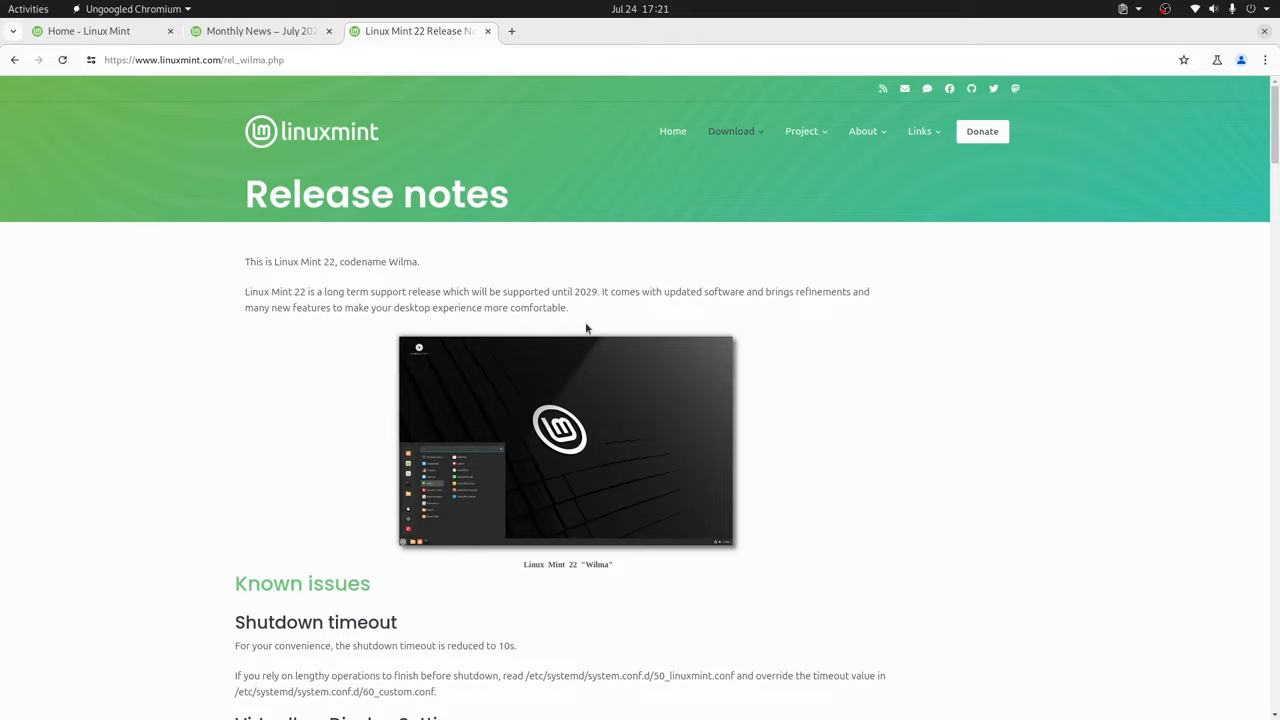 Activities
Ungoogled Chromium
Jul 24 17:21
Home - Linux Mint
Monthly News – July 202
Linux Mint 22 Release N
https://www.linuxmint.com/rel_wilma.php
linuxmint
Home
Download
Project
About
Links
Donate
Release notes
This is Linux Mint 22, codename Wilma.
Linux Mint 22 is a long term support release which will be supported until 2029. It comes with updated software and brings refinements and
many new features to make your desktop experience more comfortable.
Linux Mint 22 "Wilma"
Known issues
Shutdown timeout
For your convenience, the shutdown timeout is reduced to 10s.
If you rely on lengthy operations to finish before shutdown, read /etc/systemd/system.conf.d/50_linuxmint.conf and override the timeout value in
/etc/systemd/system.conf.d/60_custom.conf.